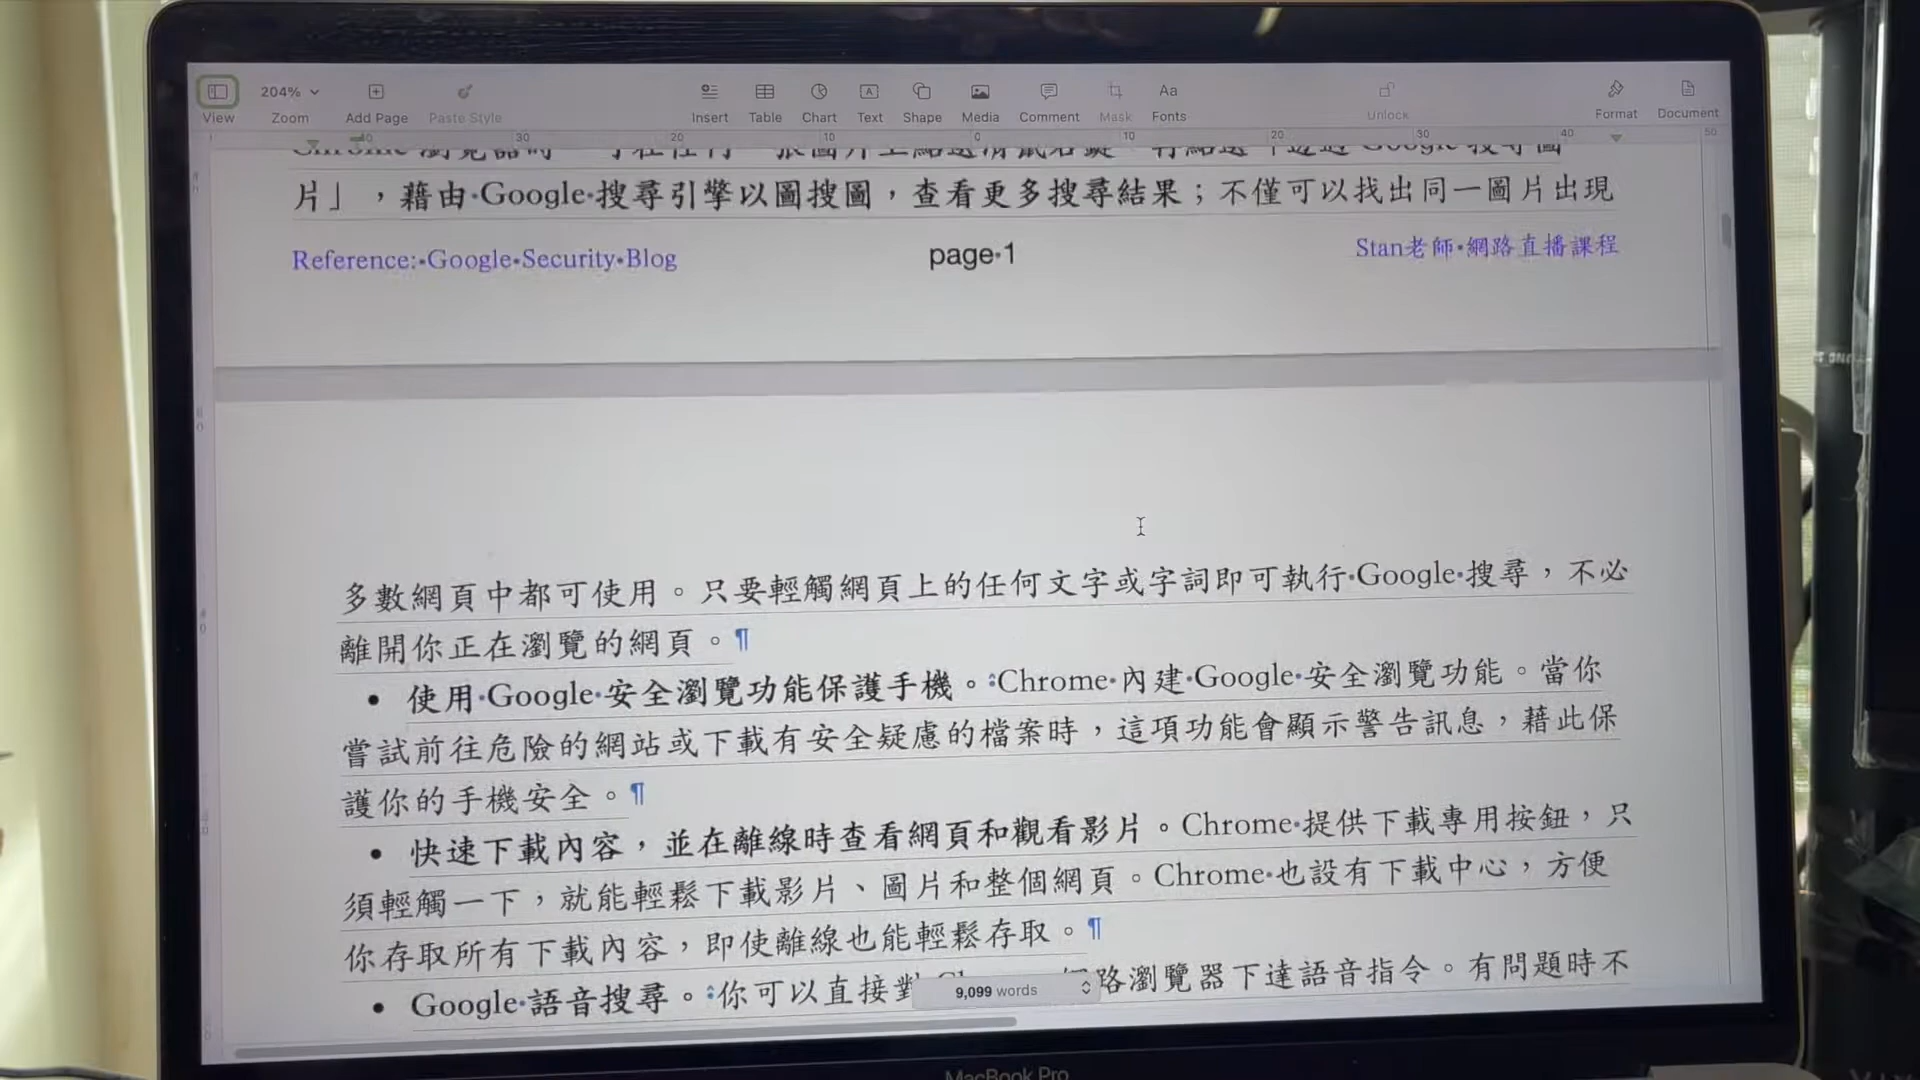 204%
View
Zoom
Add Page
Paste Style
Insert
Table
Chart
Text
Shape
Media
Comment
Mask
Aa
Fonts
Unlock
Format
Document
30 20 10 0 10 20 30 40 50
片」,藉由·Google·搜尋引擎以圖搜圖,查看更多搜尋結果;不僅可以找出同一圖片出現
Reference:·Google·Security·Blog
page·1
Stan老師·網路直播課程
多數網頁中都可使用。只要輕觸網頁上的任何文字或字詞即可執行·Google·搜尋,不必
離開你正在瀏覽的網頁。¶
• 使用·Google·安全瀏覽功能保護手機。Chrome·內建·Google·安全瀏覽功能。當你
嘗試前往危險的網站或下載有安全疑慮的檔案時,這項功能會顯示警告訊息,藉此保
護你的手機安全。¶
• 快速下載內容,並在離線時查看網頁和觀看影片。Chrome·提供下載專用按鈕,只
須輕觸一下,就能輕鬆下載影片、圖片和整個網頁。Chrome·也設有下載中心,方便
你存取所有下載內容,即使離線也能輕鬆存取。¶
• Google·語音搜尋。你可以直接對 路瀏覽器下達語音指令。有問題時不
9,099 words
MacBook Pro